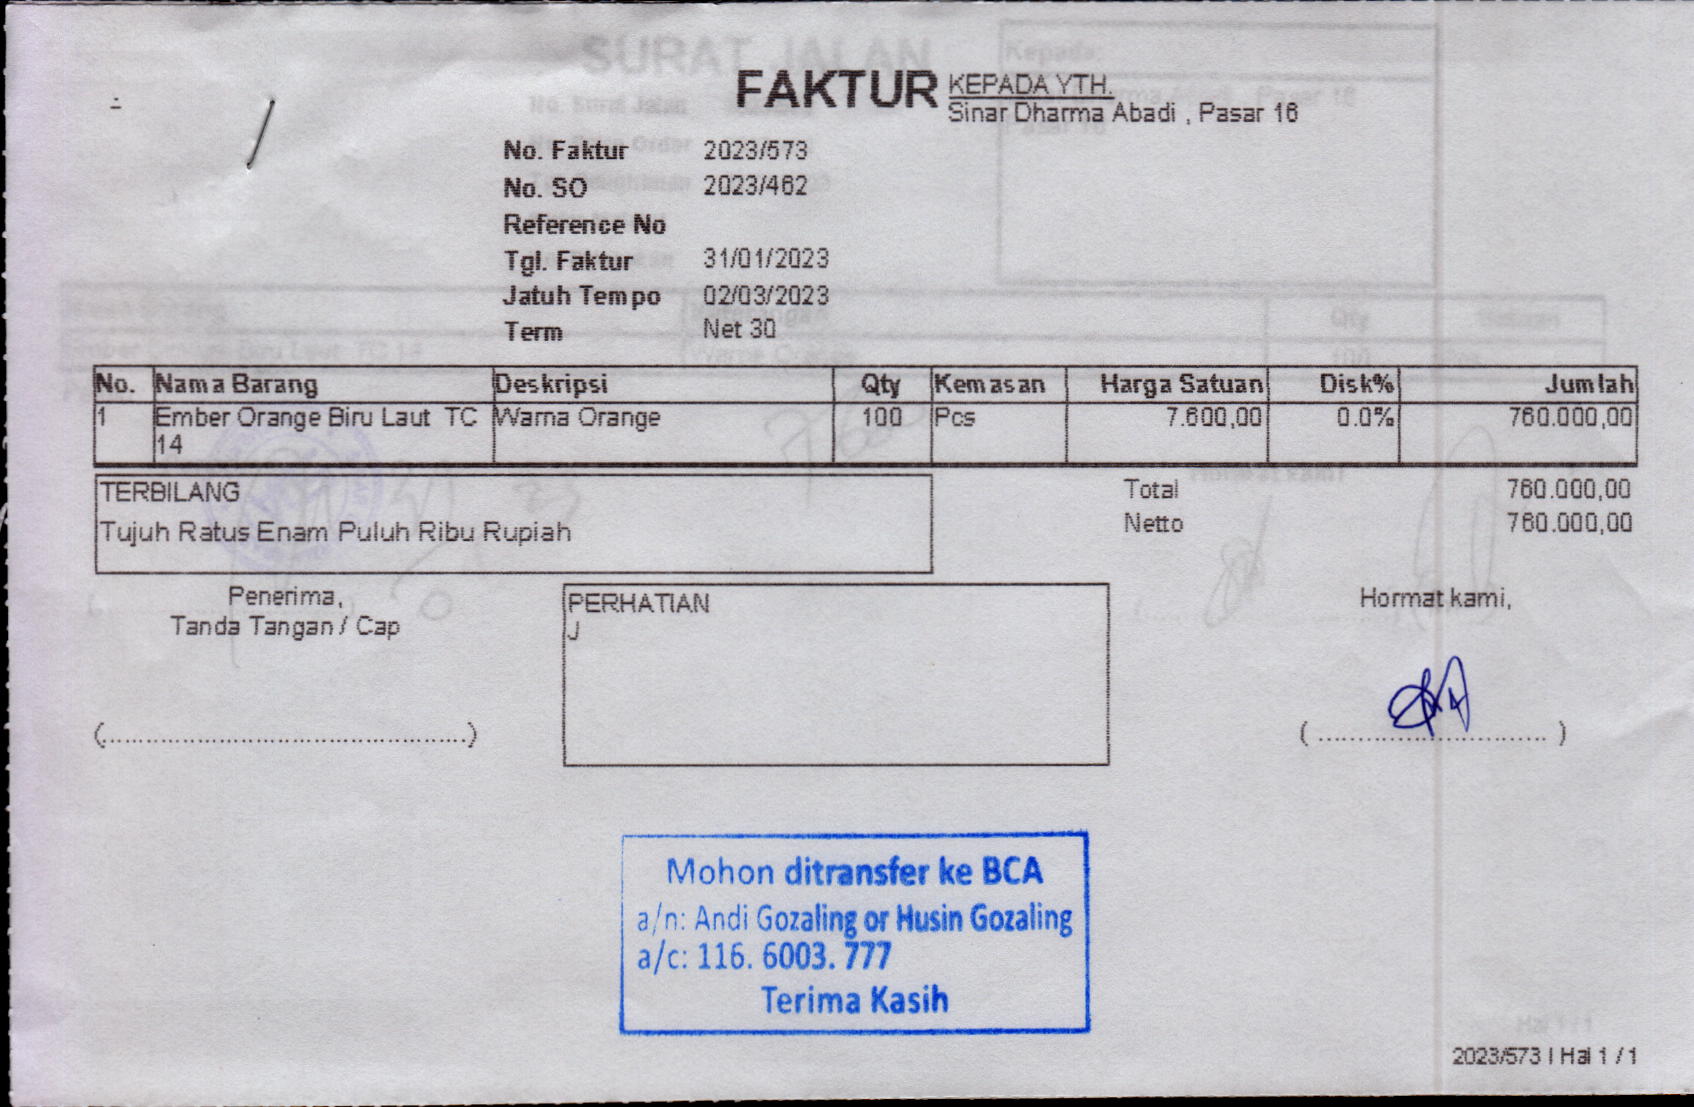 FAKTUR
KEPADA YTH.
Sinar Dharma Abadi , Pasar 16
No. Faktur 2023/573
No. SO 2023/462
Reference No
Tgl. Faktur 31/01/2023
Jatuh Tempo 02/03/2023
Term Net 30
No. Nama Barang Deskripsi Qty Kemasan Harga Satuan Disk% Jumlah
1 Ember Orange Biru Laut TC Warna Orange 100 Pcs 7.600,00 0.0% 760.000,00
14
TERBILANG
Tujuh Ratus Enam Puluh Ribu Rupiah
Total 760.000,00
Netto 760.000,00
Penerima,
Tanda Tangan / Cap
PERHATIAN
J
Hormat kami,
Mohon ditransfer ke BCA
a/n: Andi Gozaling or Husin Gozaling
a/c: 116. 6003. 777
Terima Kasih
2023/573 | Hal 1 / 1